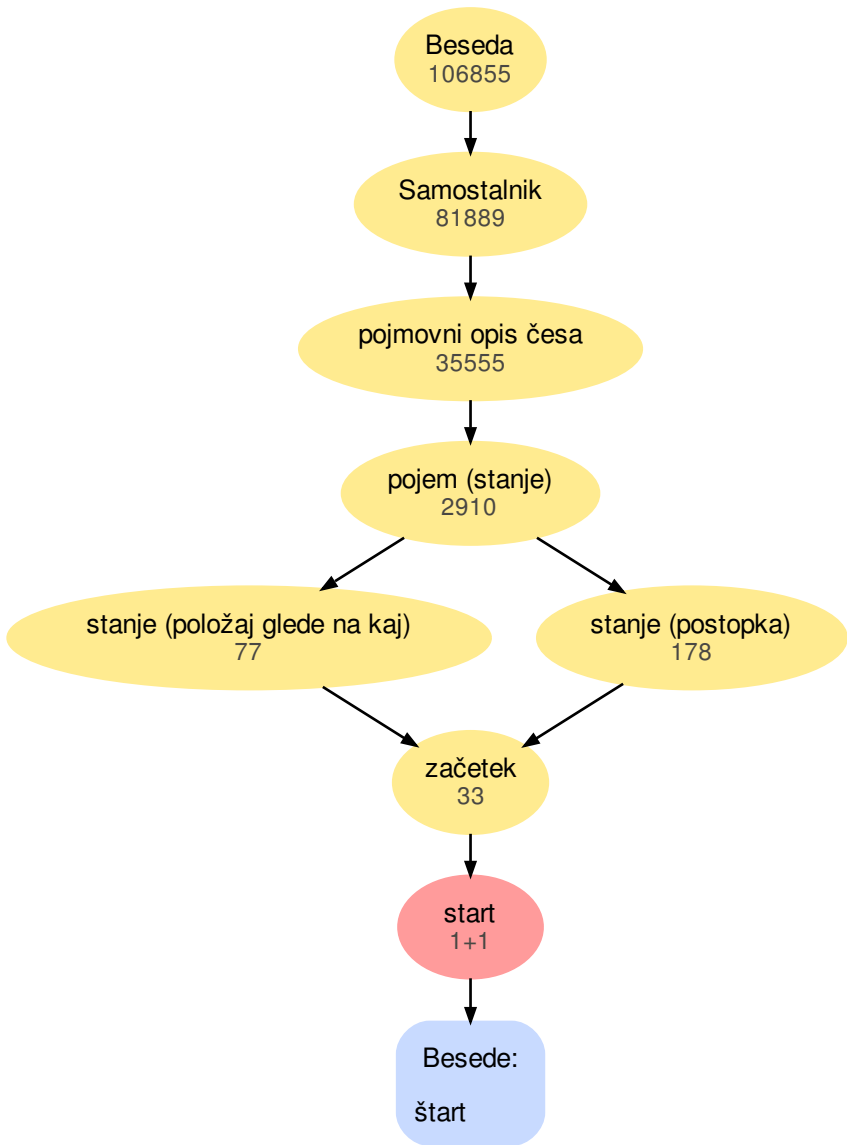 Beseda
106855
Samostalnik
81889
pojmovni opis česa
35555
pojem (stanje)
2910
stanje (položaj glede na kaj)
77
stanje (postopka)
178
začetek
33
start
1+1
Besede:
štart